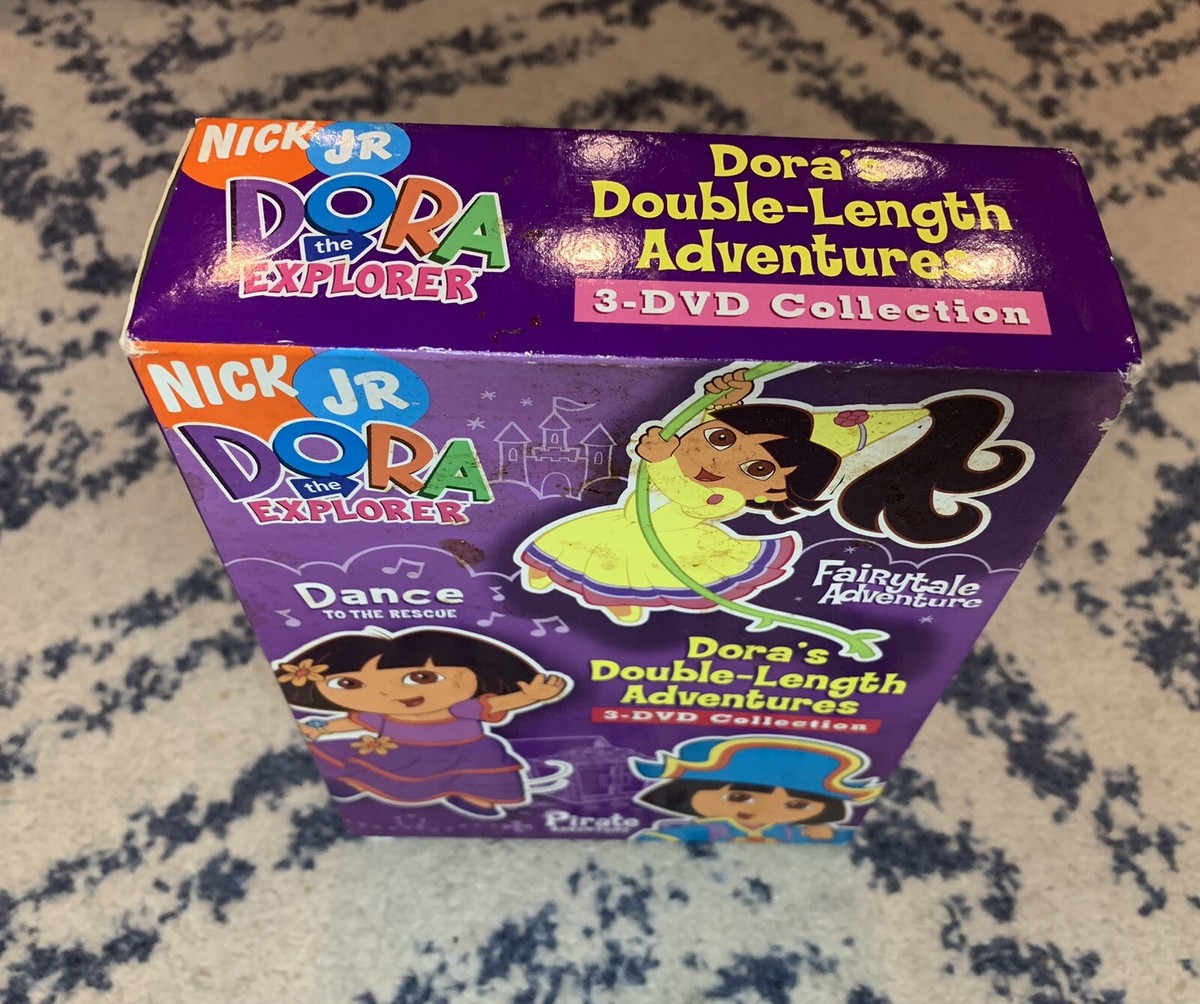 NICK JR
DORA
the
EXPLORER™
Dora's
Double-Length
Adventures
3-DVD Collection
NICK JR
DORA
the
EXPLORER
Dance
TO THE RESCUE
Fairytale
Adventure
Dora's
Double-Length
Adventures
3-DVD Collection
Pirate